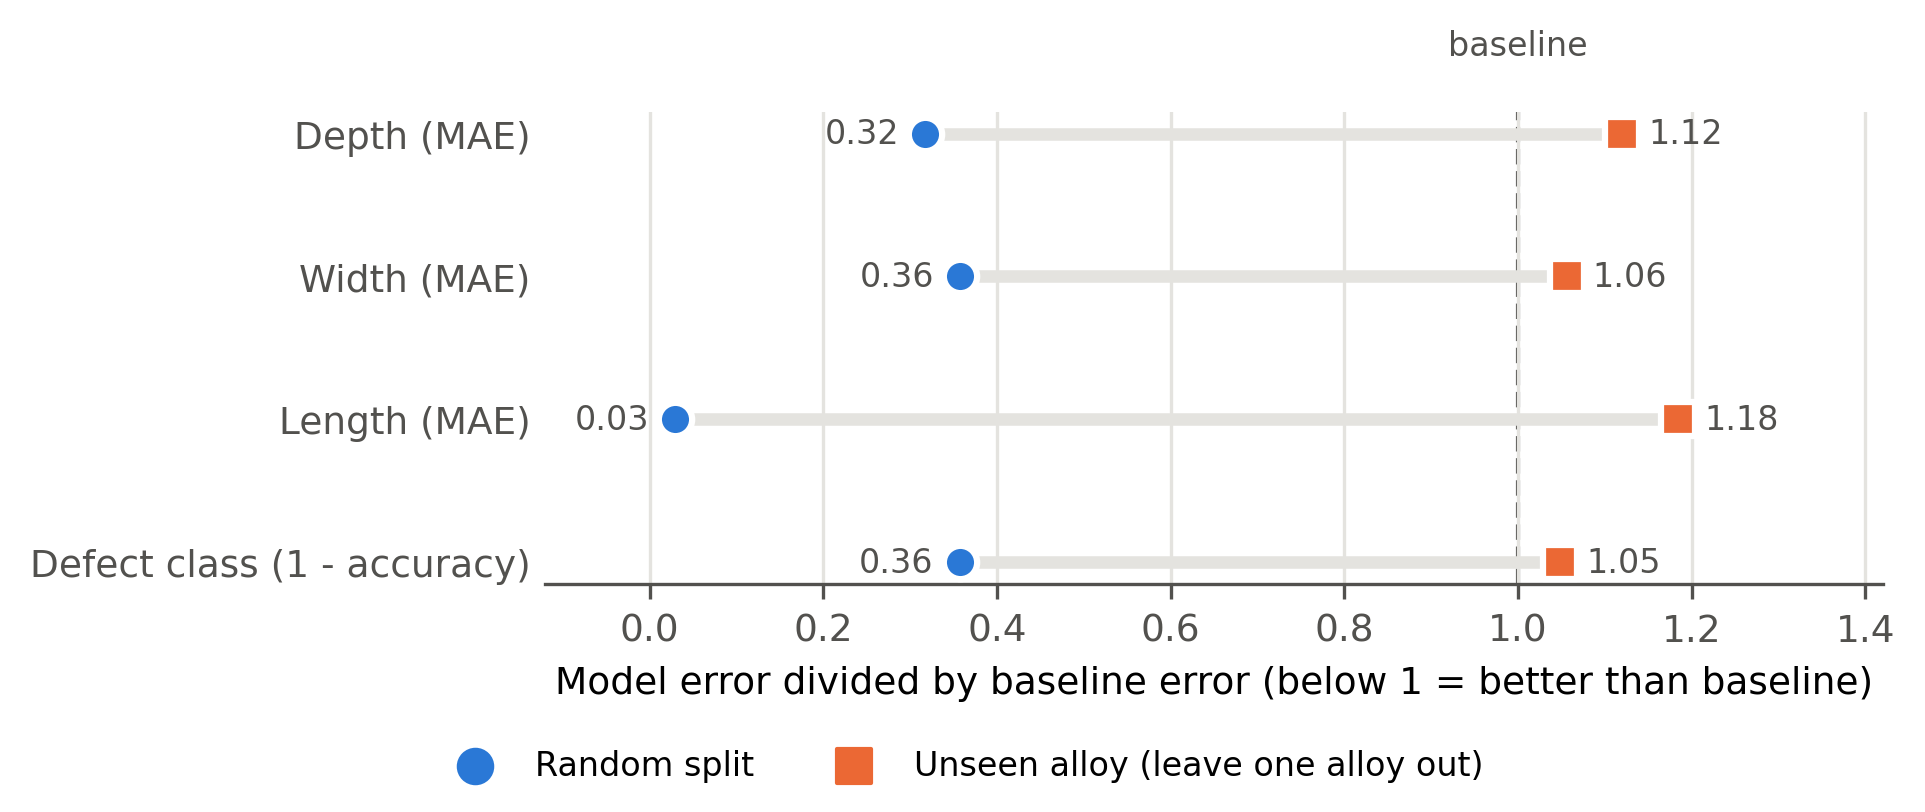 baseline
Depth (MAE) 0.32 1.12
Width (MAE) 0.36 1.06
Length (MAE) 0.03 1.18
Defect class (1 - accuracy) 0.36 1.05
0.0 0.2 0.4 0.6 0.8 1.0 1.2 1.4
Model error divided by baseline error (below 1 = better than baseline)
Random split Unseen alloy (leave one alloy out)